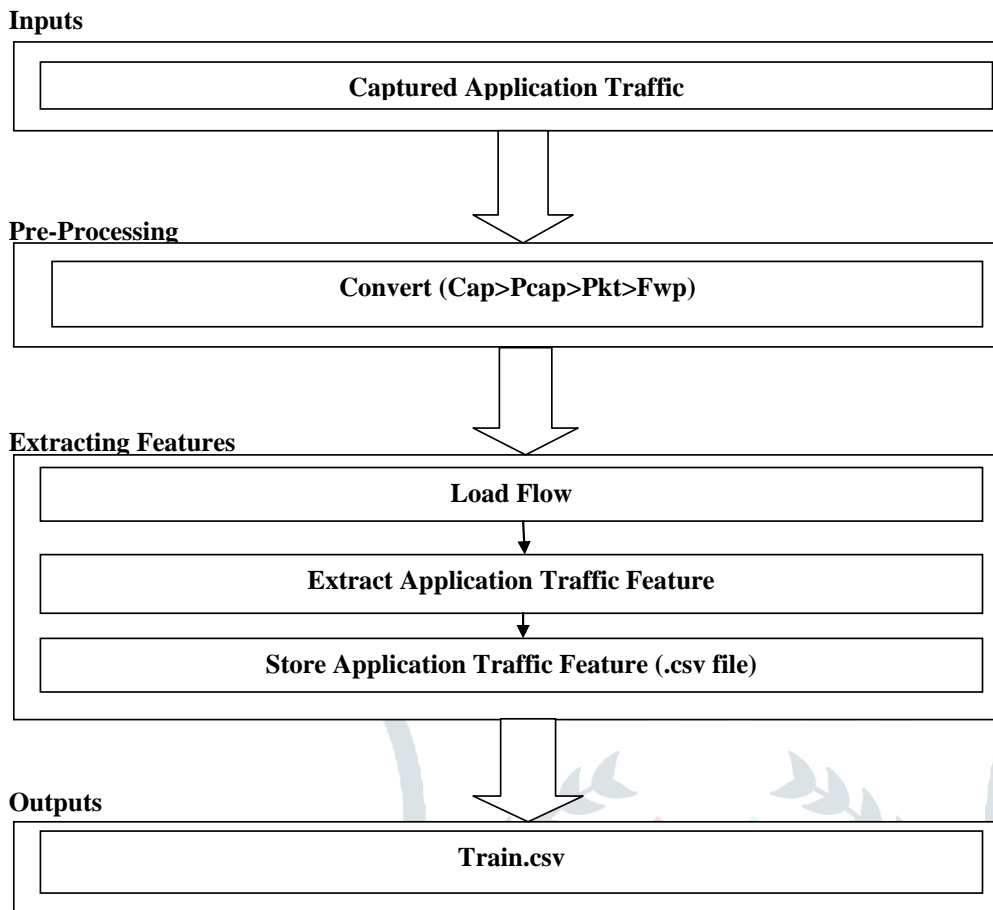 Inputs
Captured Application Traffic
Pre-Processing
Convert (Cap>Pcap>Pkt>Fwp)
Extracting Features
Load Flow
Extract Application Traffic Feature
Store Application Traffic Feature (.csv file)
Outputs
Train.csv